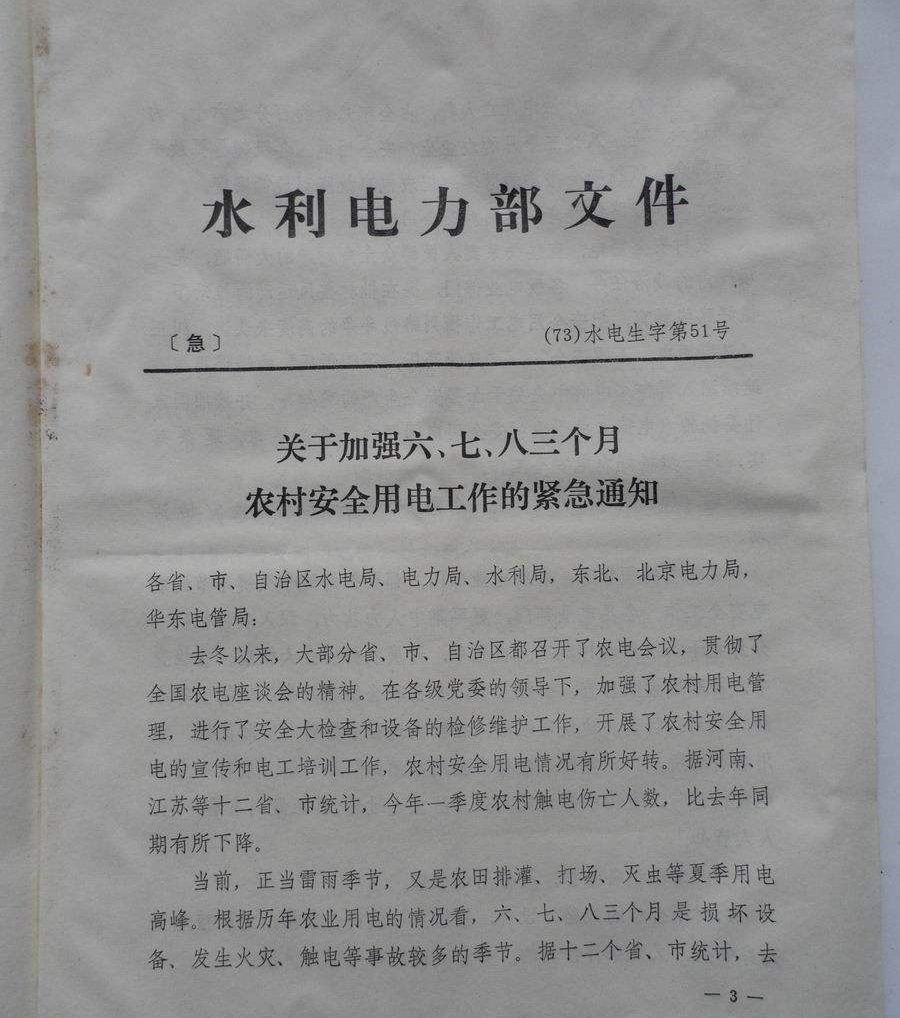 水利电力部文件
〔急〕 (73)水电生字第51号
关于加强六、七、八三个月
农村安全用电工作的紧急通知
各省、市、自治区水电局、电力局、水利局，东北、北京电力局，
华东电管局：
去冬以来，大部分省、市、自治区都召开了农电会议，贯彻了
全国农电座谈会的精神。在各级党委的领导下，加强了农村用电管
理，进行了安全大检查和设备的检修维护工作，开展了农村安全用
电的宣传和电工培训工作，农村安全用电情况有所好转。据河南、
江苏等十二省、市统计，今年一季度农村触电伤亡人数，比去年同
期有所下降。
当前，正当雷雨季节，又是农田排灌、打场、灭虫等夏季用电
高峰。根据历年农业用电的情况看，六、七、八三个月是损坏设
备、发生火灾、触电等事故较多的季节。据十二个省、市统计，去
— 3 —